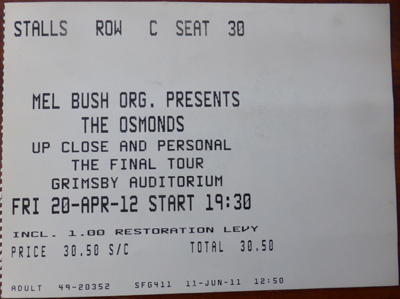 STALLS ROW C SEAT 30
MEL BUSH ORG. PRESENTS
THE OSMONDS
UP CLOSE AND PERSONAL
THE FINAL TOUR
GRIMSBY AUDITORIUM
FRI 20-APR-12 START 19:30
INCL. 1.00 RESTORATION LEVY
PRICE 30.50 S/C TOTAL 30.50
ADULT 49-20352 SFG411 11-JUN-11 12:50